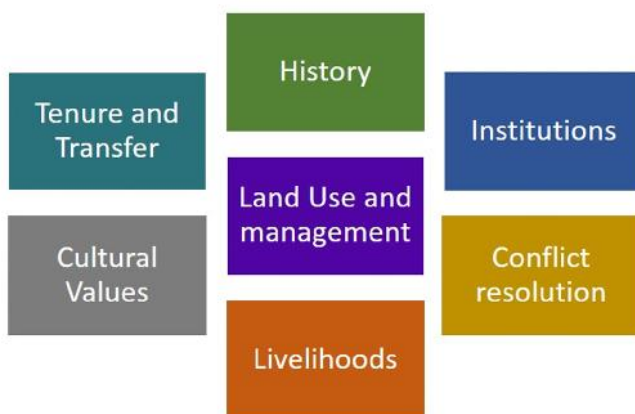 History
Tenure and
Transfer
Institutions
Land Use and
management
Cultural
Values
Conflict
resolution
Livelihoods